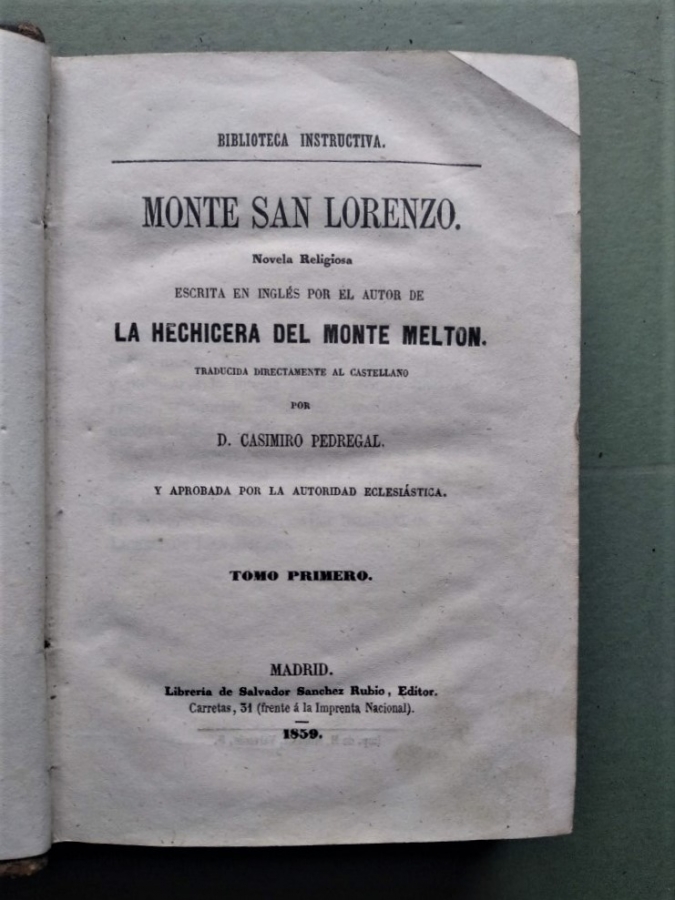 BIBLIOTECA INSTRUCTIVA.
MONTE SAN LORENZO.
Novela Religiosa
ESCRITA EN INGLÉS POR EL AUTOR DE
LA HECHICERA DEL MONTE MELTON.
TRADUCIDA DIRECTAMENTE AL CASTELLANO
POR
D. CASIMIRO PEDREGAL.
Y APROBADA POR LA AUTORIDAD ECLESIÁSTICA.
TOMO PRIMERO.
MADRID.
Librería de Salvador Sanchez Rubio, Editor.
Carretas, 31 (frente á la Imprenta Nacional).
1859.